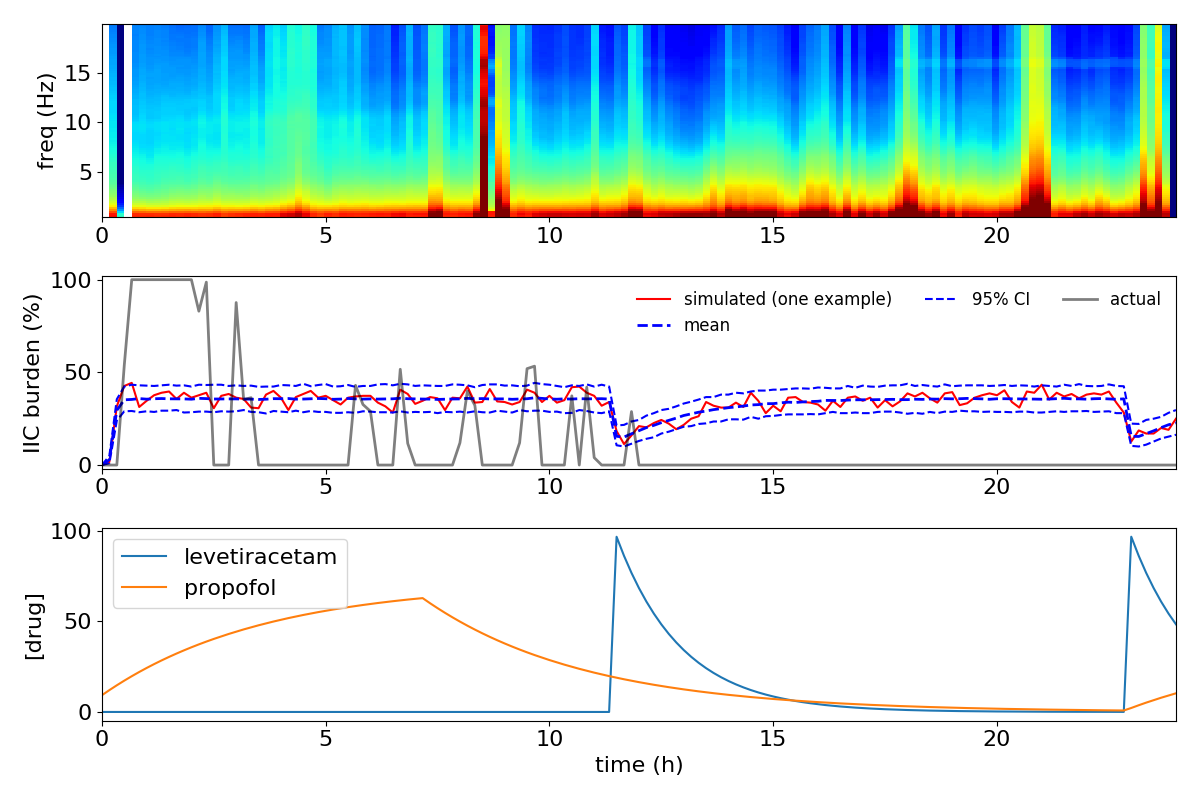 freq (Hz)
15
10
5
0 5 10 15 20
IIC burden (%)
100
50
0
simulated (one example) 95% CI actual
mean
0 5 10 15 20
[drug]
100
50
0
levetiracetam
propofol
0 5 10 15 20
time (h)